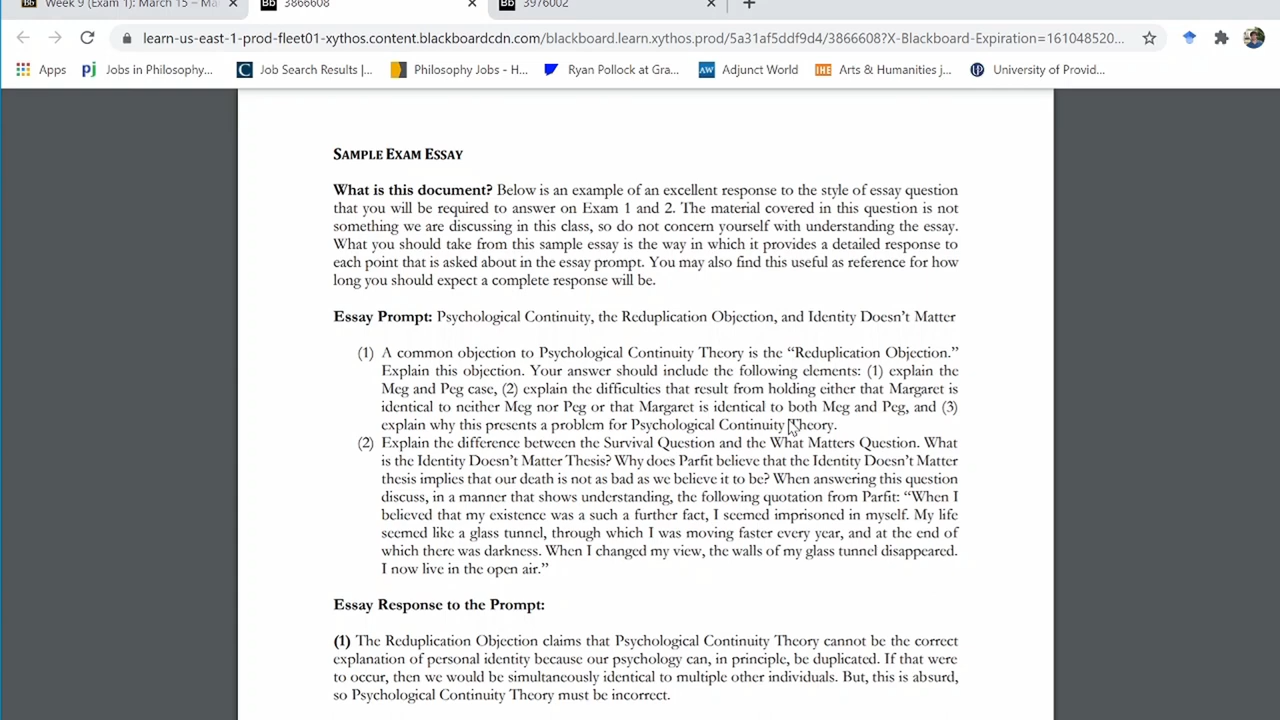 Week 9 (Exam 1): March 15 – Ma
3866608
3976002
learn-us-east-1-prod-fleet01-xythos.content.blackboardcdn.com/blackboard.learn.xythos.prod/5a31af5ddf9d4/3866608?X-Blackboard-Expiration=161048520...
Apps Jobs in Philosophy... Job Search Results |... Philosophy Jobs - H... Ryan Pollock at Gra... Adjunct World Arts & Humanities j... University of Provid...
SAMPLE EXAM ESSAY
What is this document? Below is an example of an excellent response to the style of essay question
that you will be required to answer on Exam 1 and 2. The material covered in this question is not
something we are discussing in this class, so do not concern yourself with understanding the essay.
What you should take from this sample essay is the way in which it provides a detailed response to
each point that is asked about in the essay prompt. You may also find this useful as reference for how
long you should expect a complete response will be.
Essay Prompt: Psychological Continuity, the Reduplication Objection, and Identity Doesn't Matter
(1) A common objection to Psychological Continuity Theory is the “Reduplication Objection.”
Explain this objection. Your answer should include the following elements: (1) explain the
Meg and Peg case, (2) explain the difficulties that result from holding either that Margaret is
identical to neither Meg nor Peg or that Margaret is identical to both Meg and Peg, and (3)
explain why this presents a problem for Psychological Continuity Theory.
(2) Explain the difference between the Survival Question and the What Matters Question. What
is the Identity Doesn't Matter Thesis? Why does Parfit believe that the Identity Doesn't Matter
thesis implies that our death is not as bad as we believe it to be? When answering this question
discuss, in a manner that shows understanding, the following quotation from Parfit: “When I
believed that my existence was a such a further fact, I seemed imprisoned in myself. My life
seemed like a glass tunnel, through which I was moving faster every year, and at the end of
which there was darkness. When I changed my view, the walls of my glass tunnel disappeared.
I now live in the open air.”
Essay Response to the Prompt:
(1) The Reduplication Objection claims that Psychological Continuity Theory cannot be the correct
explanation of personal identity because our psychology can, in principle, be duplicated. If that were
to occur, then we would be simultaneously identical to multiple other individuals. But, this is absurd,
so Psychological Continuity Theory must be incorrect.